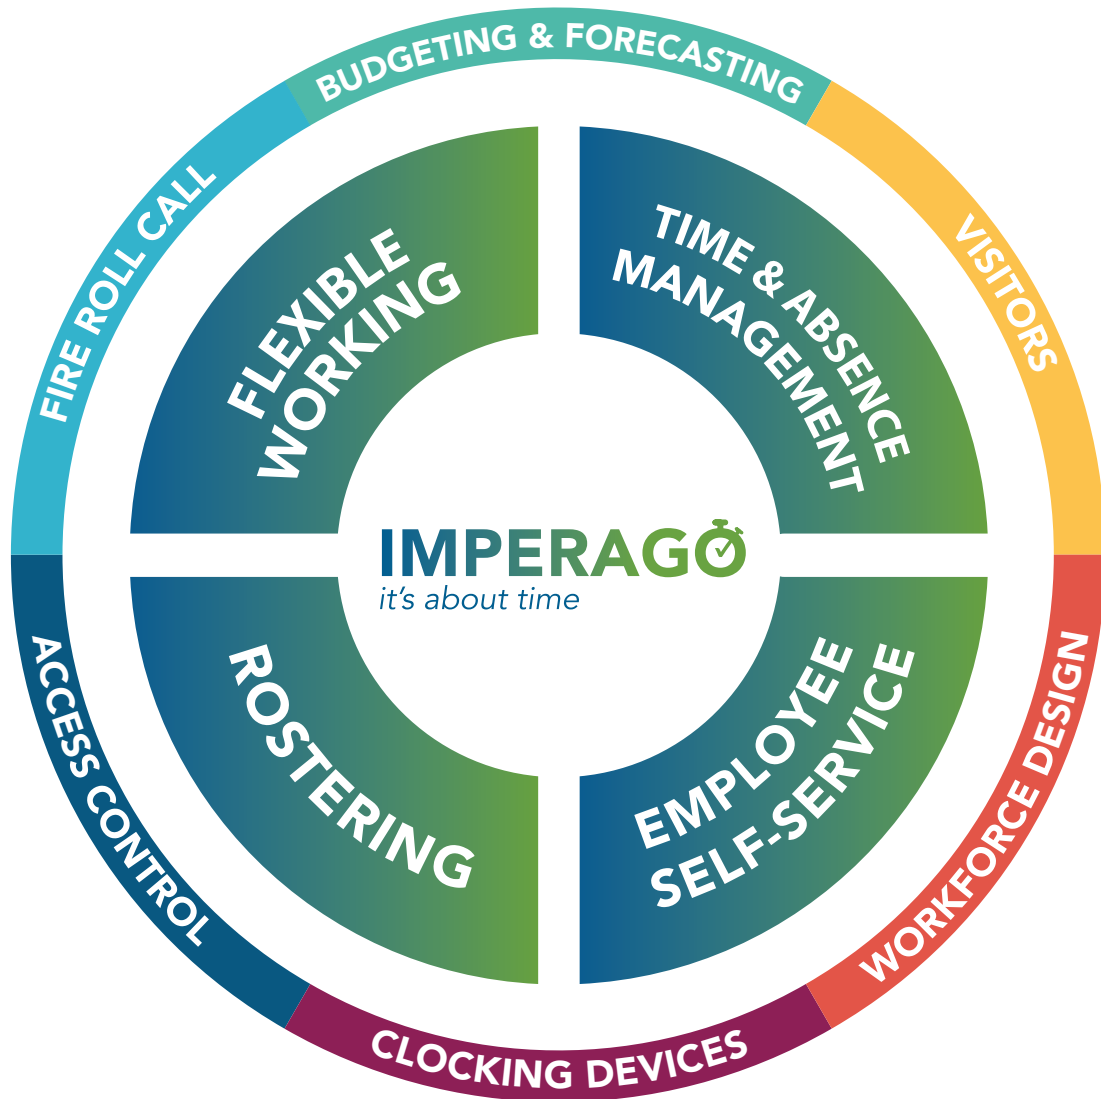 BUDGETING & FORECASTING
VISITORS
WORKFORCE DESIGN
CLOCKING DEVICES
ACCESS CONTROL
FIRE ROLL CALL
FLEXIBLE
WORKING
TIME & ABSENCE
MANAGEMENT
EMPLOYEE
SELF-SERVICE
ROSTERING
IMPERAGO
it's about time